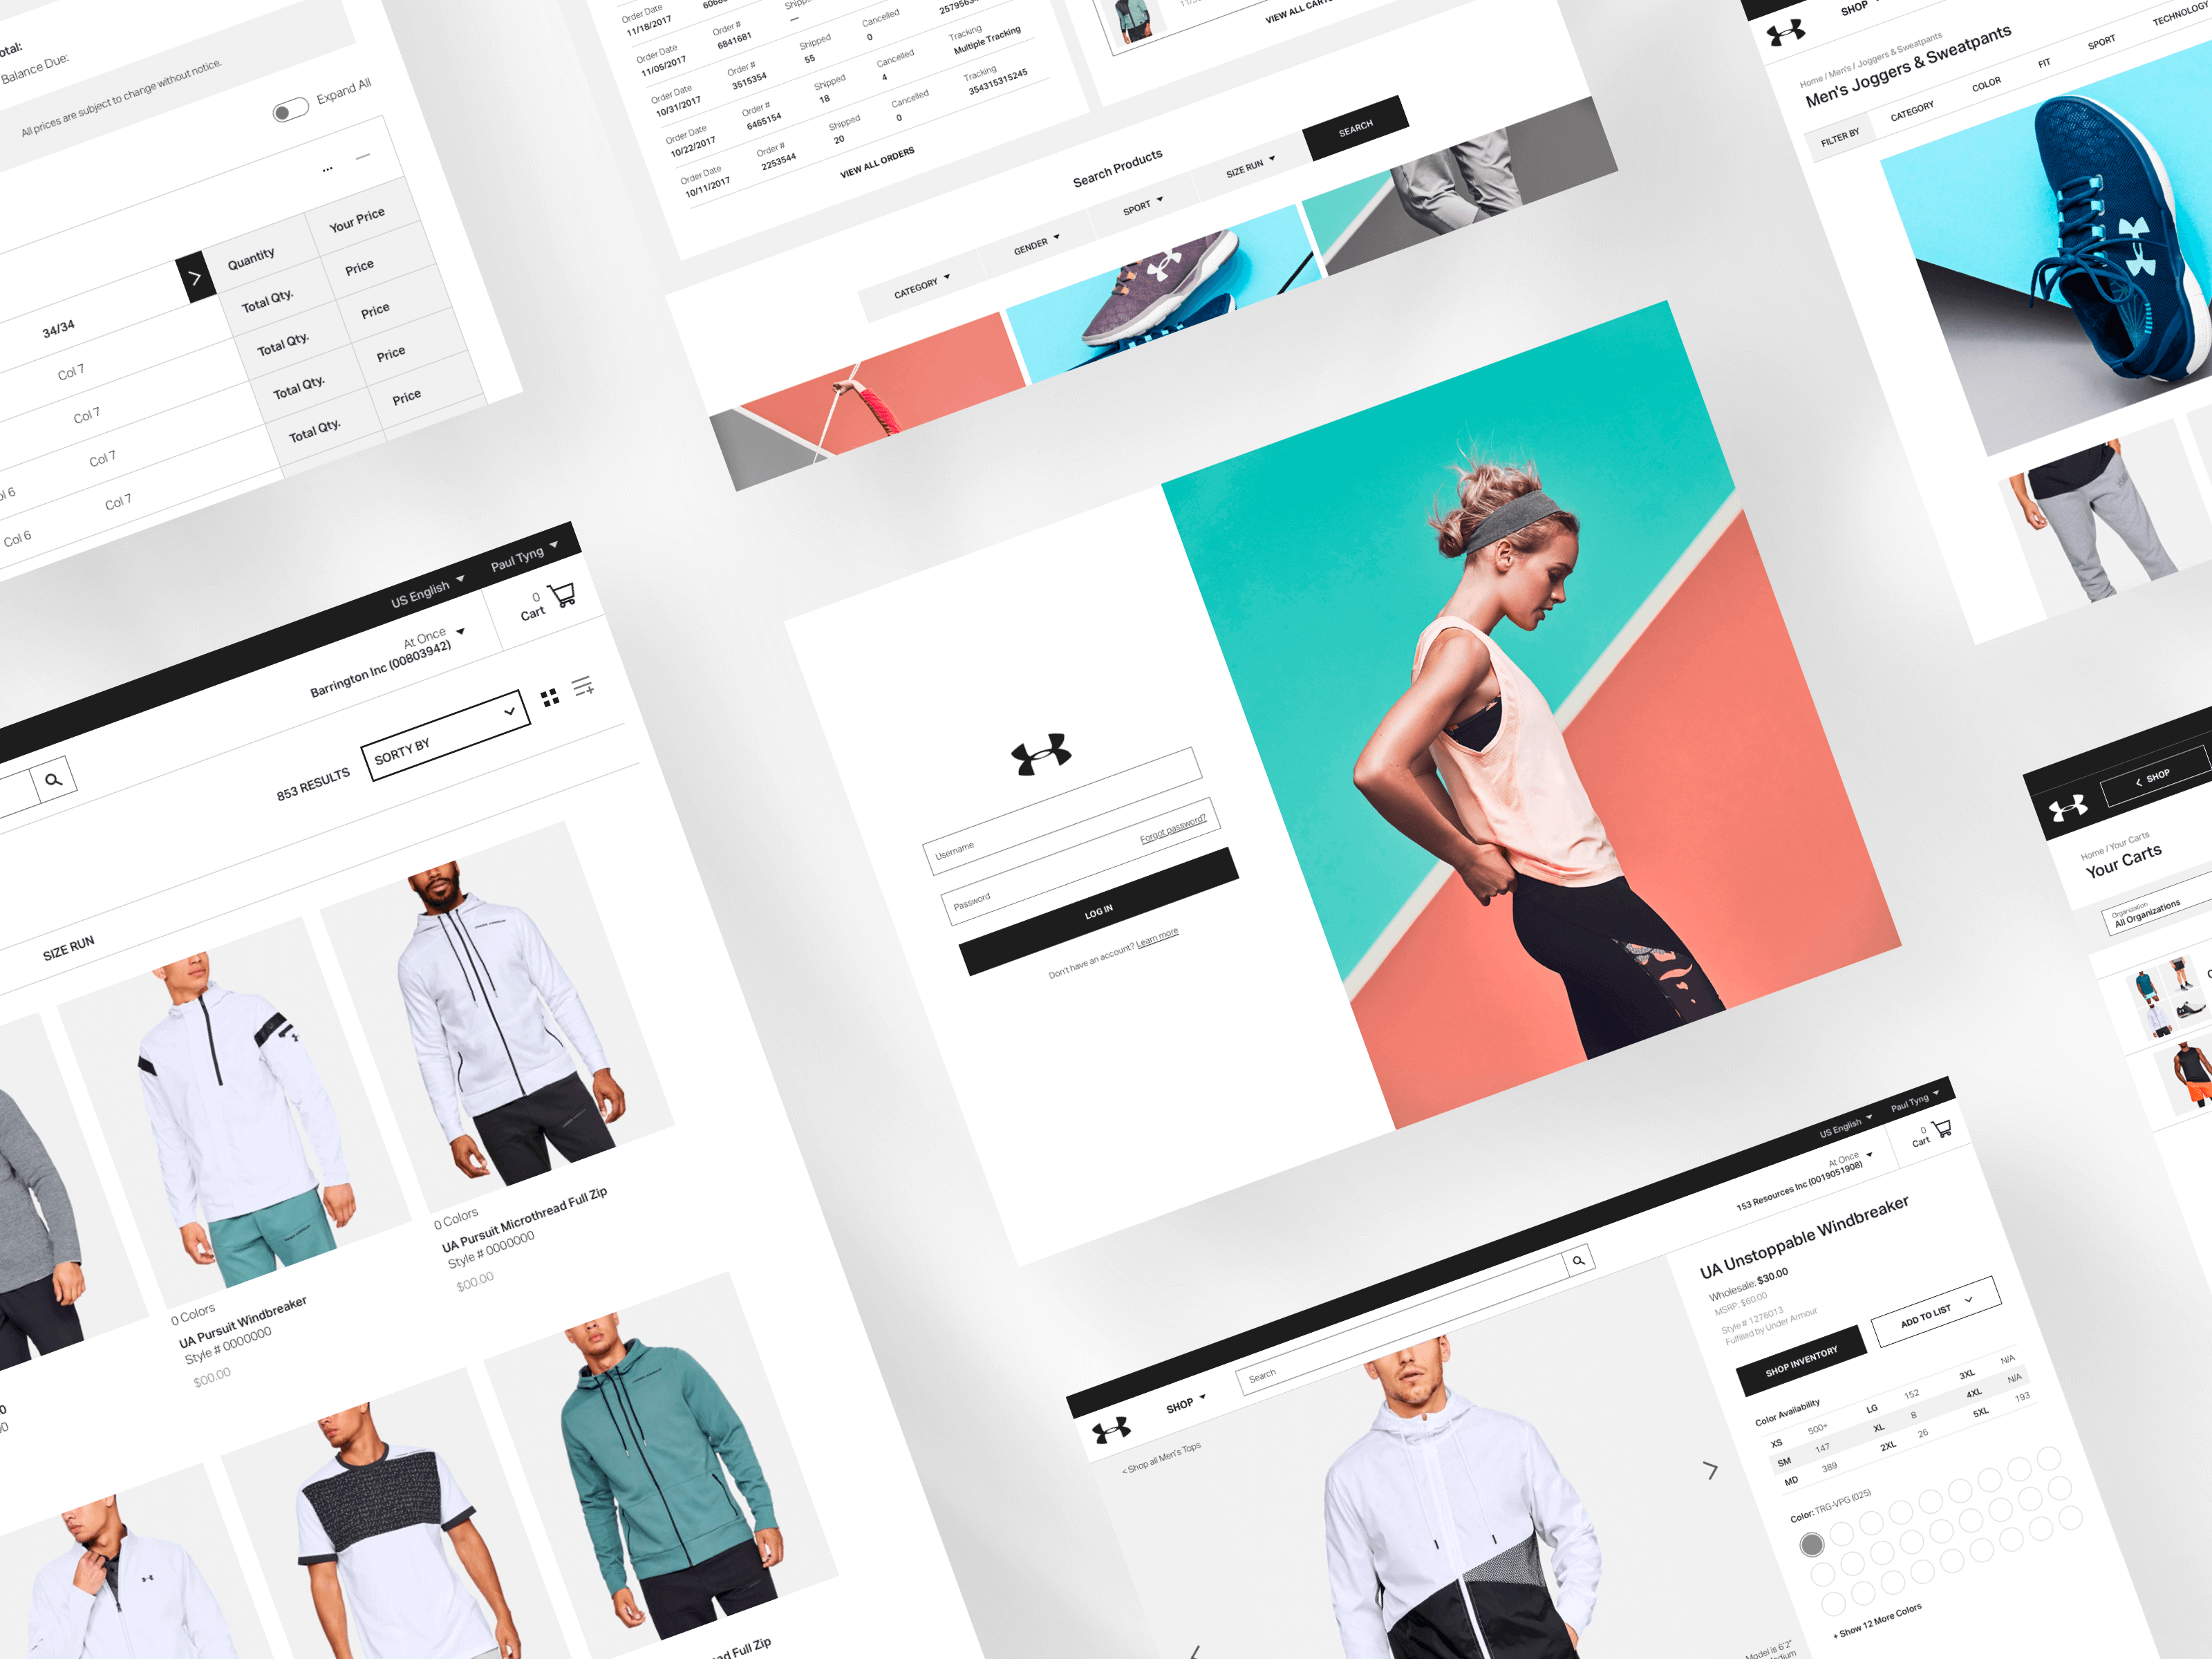 Balance Due:
All prices are subject to change without notice.
Expand All
...
Quantity
Your Price
34/34
Total Qty.
Price
Col 7
Total Qty.
Price
Col 7
Total Qty.
Price
Col 7
Total Qty.
Price
Col 6
Col 7
Order Date
11/18/2017
Order Date
11/05/2017
Order #
6841681
Shipped
55
Cancelled
0
Tracking
Multiple Tracking
Order Date
10/31/2017
Order #
3515354
Shipped
18
Cancelled
4
Tracking
354315315245
Order Date
10/22/2017
Order #
6465154
Shipped
20
Cancelled
0
Order Date
10/11/2017
Order #
2253544
VIEW ALL ORDERS
Search Products
CATEGORY
GENDER
SPORT
SIZE RUN
SEARCH
SHOP
Home / Men's / Joggers & Sweatpants
Men's Joggers & Sweatpants
FILTER BY
CATEGORY
COLOR
FIT
SPORT
TECHNOLOGY
US English
Paul Tyng
At Once
Barrington Inc (00803942)
0
Cart
853 RESULTS
SORTY BY
SIZE RUN
0 Colors
UA Pursuit Windbreaker
Style # 0000000
$00.00
0 Colors
UA Pursuit Microthread Full Zip
Style # 0000000
$00.00
Full Zip
Username
Password
Forgot password?
LOG IN
Don't have an account? Learn more
SHOP
Home / Your Carts
Your Carts
Organization
All Organizations
US English
Paul Tyng
At Once
153 Resources Inc (0019051908)
0
Cart
SHOP
Search
< Shop all Men's Tops
UA Unstoppable Windbreaker
Wholesale: $30.00
MSRP: $60.00
Style # 1276013
Fulfilled by Under Armour
SHOP INVENTORY
ADD TO LIST
Color Availability
XS 500+ LG 152 3XL N/A
SM 147 XL 8 4XL N/A
MD 389 2XL 26 5XL 193
Color: TRG-VPG (025)
+ Show 12 More Colors
Model is 6'2"